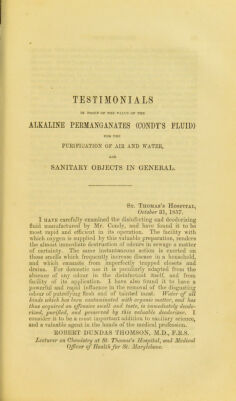 TESTIMONIALS
IN PROOF OF THE VALUE OF THE
ALKALINE PERMANGANATES (CONDY'S FLUID)
FOR THE
PURIFICATION OF AIR AND WATER,
AND
SANITARY OBJECTS IN GENERAL.
ST. THOMAS'S HOSPITAL,
October 31, 1857.
I HAVE carefully examined the disinfecting and deodorizing
fluid manufactured by Mr. Condy, and have found it to be
most rapid and efficient in its operation. The facility with
which oxygen is supplied by this valuable preparation, renders
the almost immediate destruction of odours in sewage a matter
of certainty. The same instantaneous action is exerted on
those smells which frequently increase disease in a household,
and which emanate from imperfectly trapped closets and
drains. For domestic use it is peculiarly adapted from the
absence of any odour in the disinfectant itself, and from
facility of its application. I have also found it to have a
powerful and rapid influence in the removal of the disgusting
odour of putrefying flesh and of tainted meat. Water of all
kinds which has been contaminated with organic matter, and has
thus acquired an offensive smell and taste, is immediately deodo-
rized, purified, and preserved by this valuable deodorizer. I
consider it to be a most important addition to sanitary science,
and a valuable agent in the hands of the medical profession.
ROBERT DUNDAS THOMSON, M.D., F.R.S.
Lecturer on Chemistry at St. Thomas's Hospital, and Medical
Officer of Health for St. Marylebone.